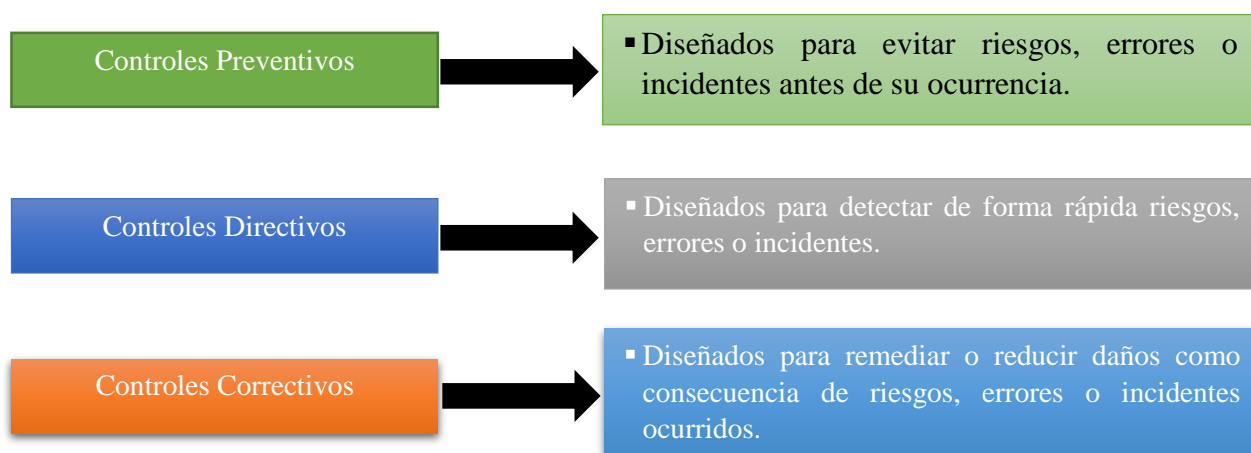 Controles Preventivos
▪ Diseñados para evitar riesgos, errores o
incidentes antes de su ocurrencia.
Controles Directivos
▪ Diseñados para detectar de forma rápida riesgos,
errores o incidentes.
Controles Correctivos
▪ Diseñados para remediar o reducir daños como
consecuencia de riesgos, errores o incidentes
ocurridos.